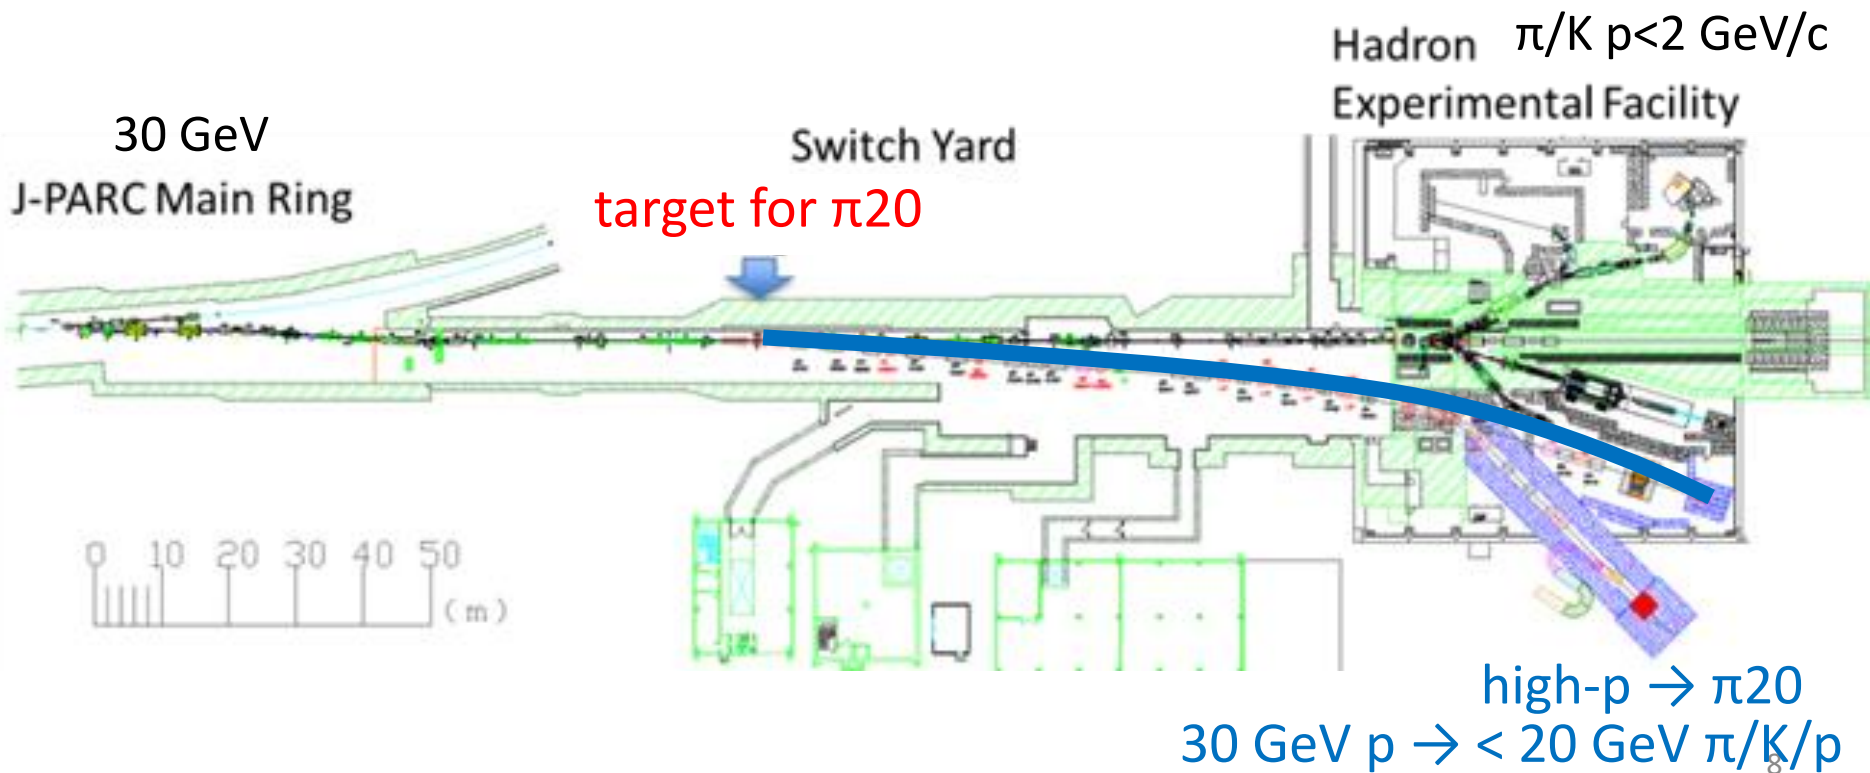 Hadron π/K p<2 GeV/c
Experimental Facility
30 GeV
J-PARC Main Ring
Switch Yard
target for π20
0 10 20 30 40 50
(m)
high-p → π20
30 GeV p → < 20 GeV π/K/p
8